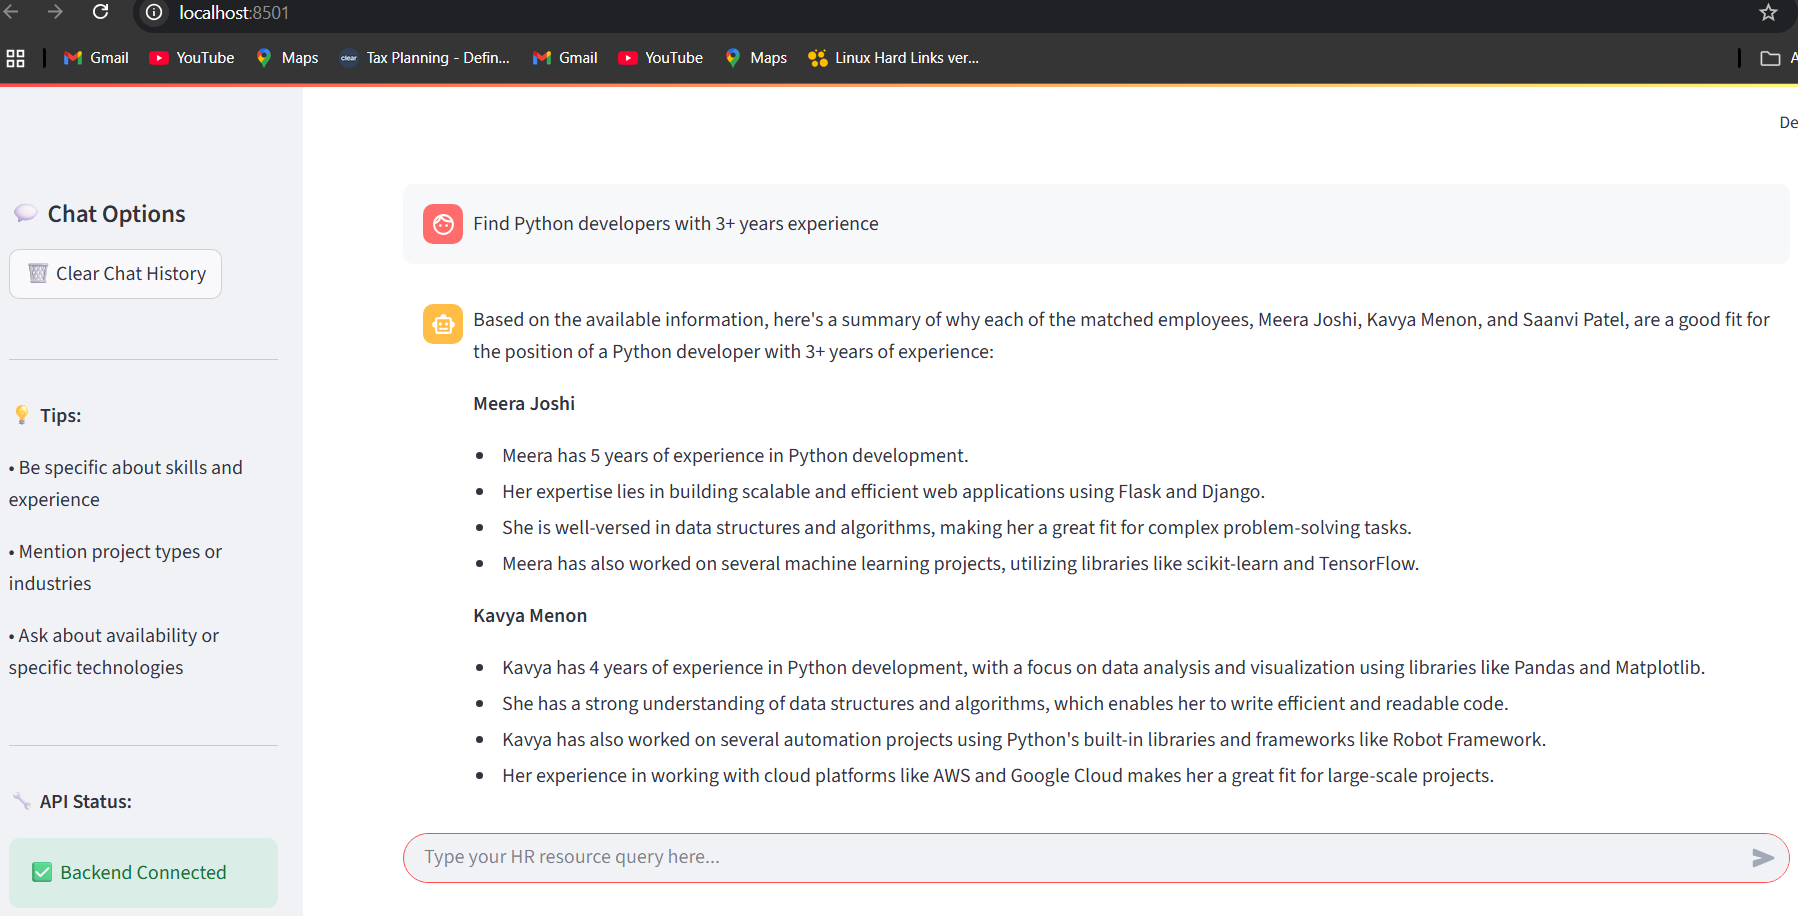 localhost:8501
Gmail
YouTube
Maps
clear
Tax Planning - Defin...
Gmail
YouTube
Maps
Linux Hard Links ver...
A
De
Chat Options
Clear Chat History
Tips:
• Be specific about skills and
experience
• Mention project types or
industries
• Ask about availability or
specific technologies
API Status:
Backend Connected
Find Python developers with 3+ years experience
Based on the available information, here's a summary of why each of the matched employees, Meera Joshi, Kavya Menon, and Saanvi Patel, are a good fit for
the position of a Python developer with 3+ years of experience:
Meera Joshi
• Meera has 5 years of experience in Python development.
• Her expertise lies in building scalable and efficient web applications using Flask and Django.
• She is well-versed in data structures and algorithms, making her a great fit for complex problem-solving tasks.
• Meera has also worked on several machine learning projects, utilizing libraries like scikit-learn and TensorFlow.
Kavya Menon
• Kavya has 4 years of experience in Python development, with a focus on data analysis and visualization using libraries like Pandas and Matplotlib.
• She has a strong understanding of data structures and algorithms, which enables her to write efficient and readable code.
• Kavya has also worked on several automation projects using Python's built-in libraries and frameworks like Robot Framework.
• Her experience in working with cloud platforms like AWS and Google Cloud makes her a great fit for large-scale projects.
Type your HR resource query here...